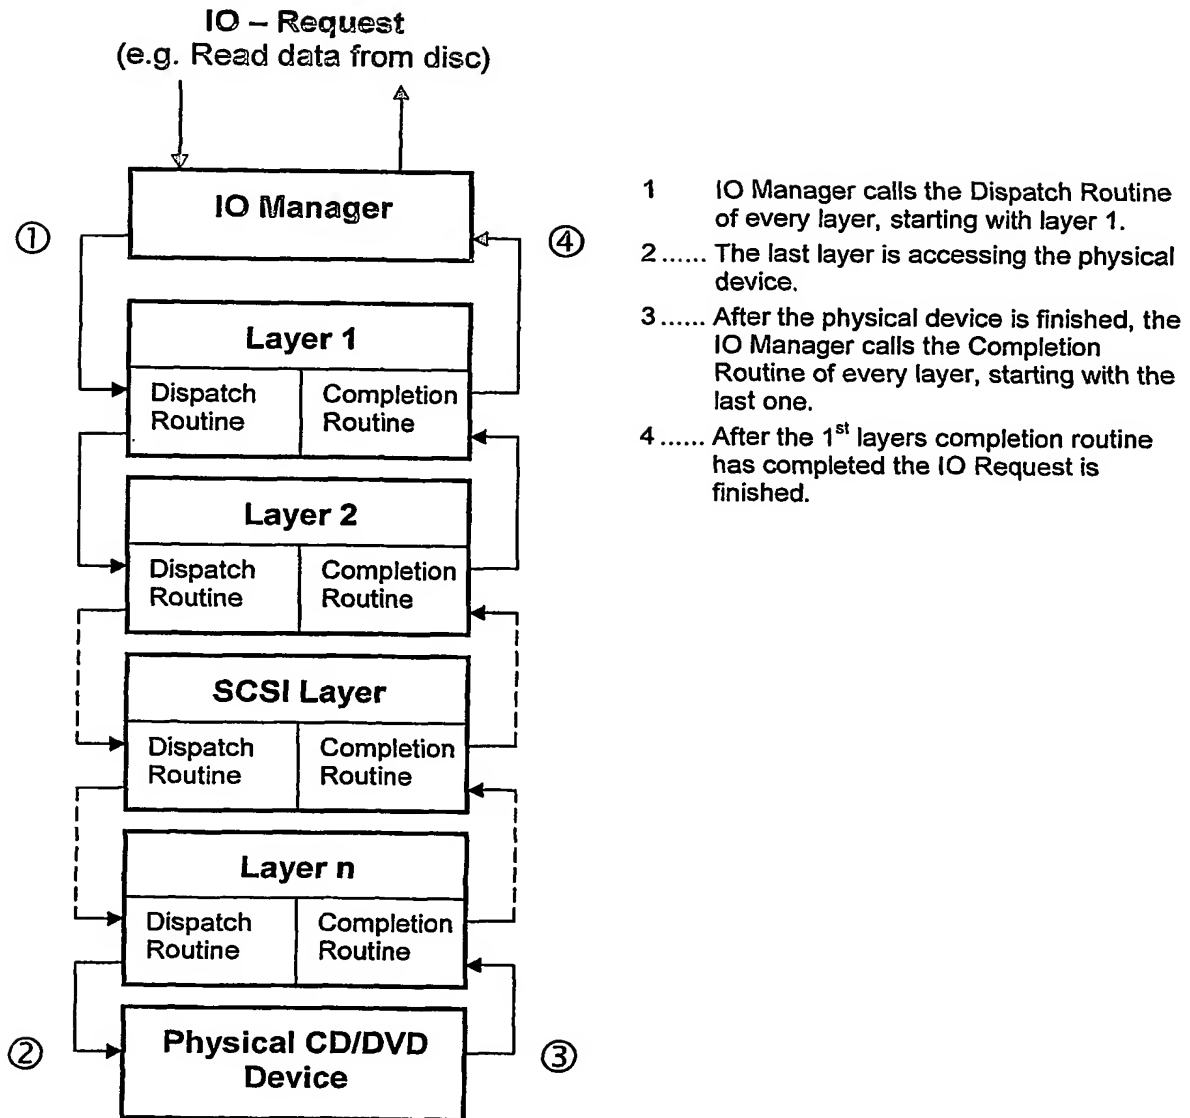 IO – Request
(e.g. Read data from disc)
IO Manager
①
④
Layer 1
Dispatch
Routine
Completion
Routine
Layer 2
Dispatch
Routine
Completion
Routine
SCSI Layer
Dispatch
Routine
Completion
Routine
Layer n
Dispatch
Routine
Completion
Routine
②
Physical CD/DVD
Device
③
1 IO Manager calls the Dispatch Routine
of every layer, starting with layer 1.
2...... The last layer is accessing the physical
device.
3...... After the physical device is finished, the
IO Manager calls the Completion
Routine of every layer, starting with the
last one.
4...... After the 1st layers completion routine
has completed the IO Request is
finished.